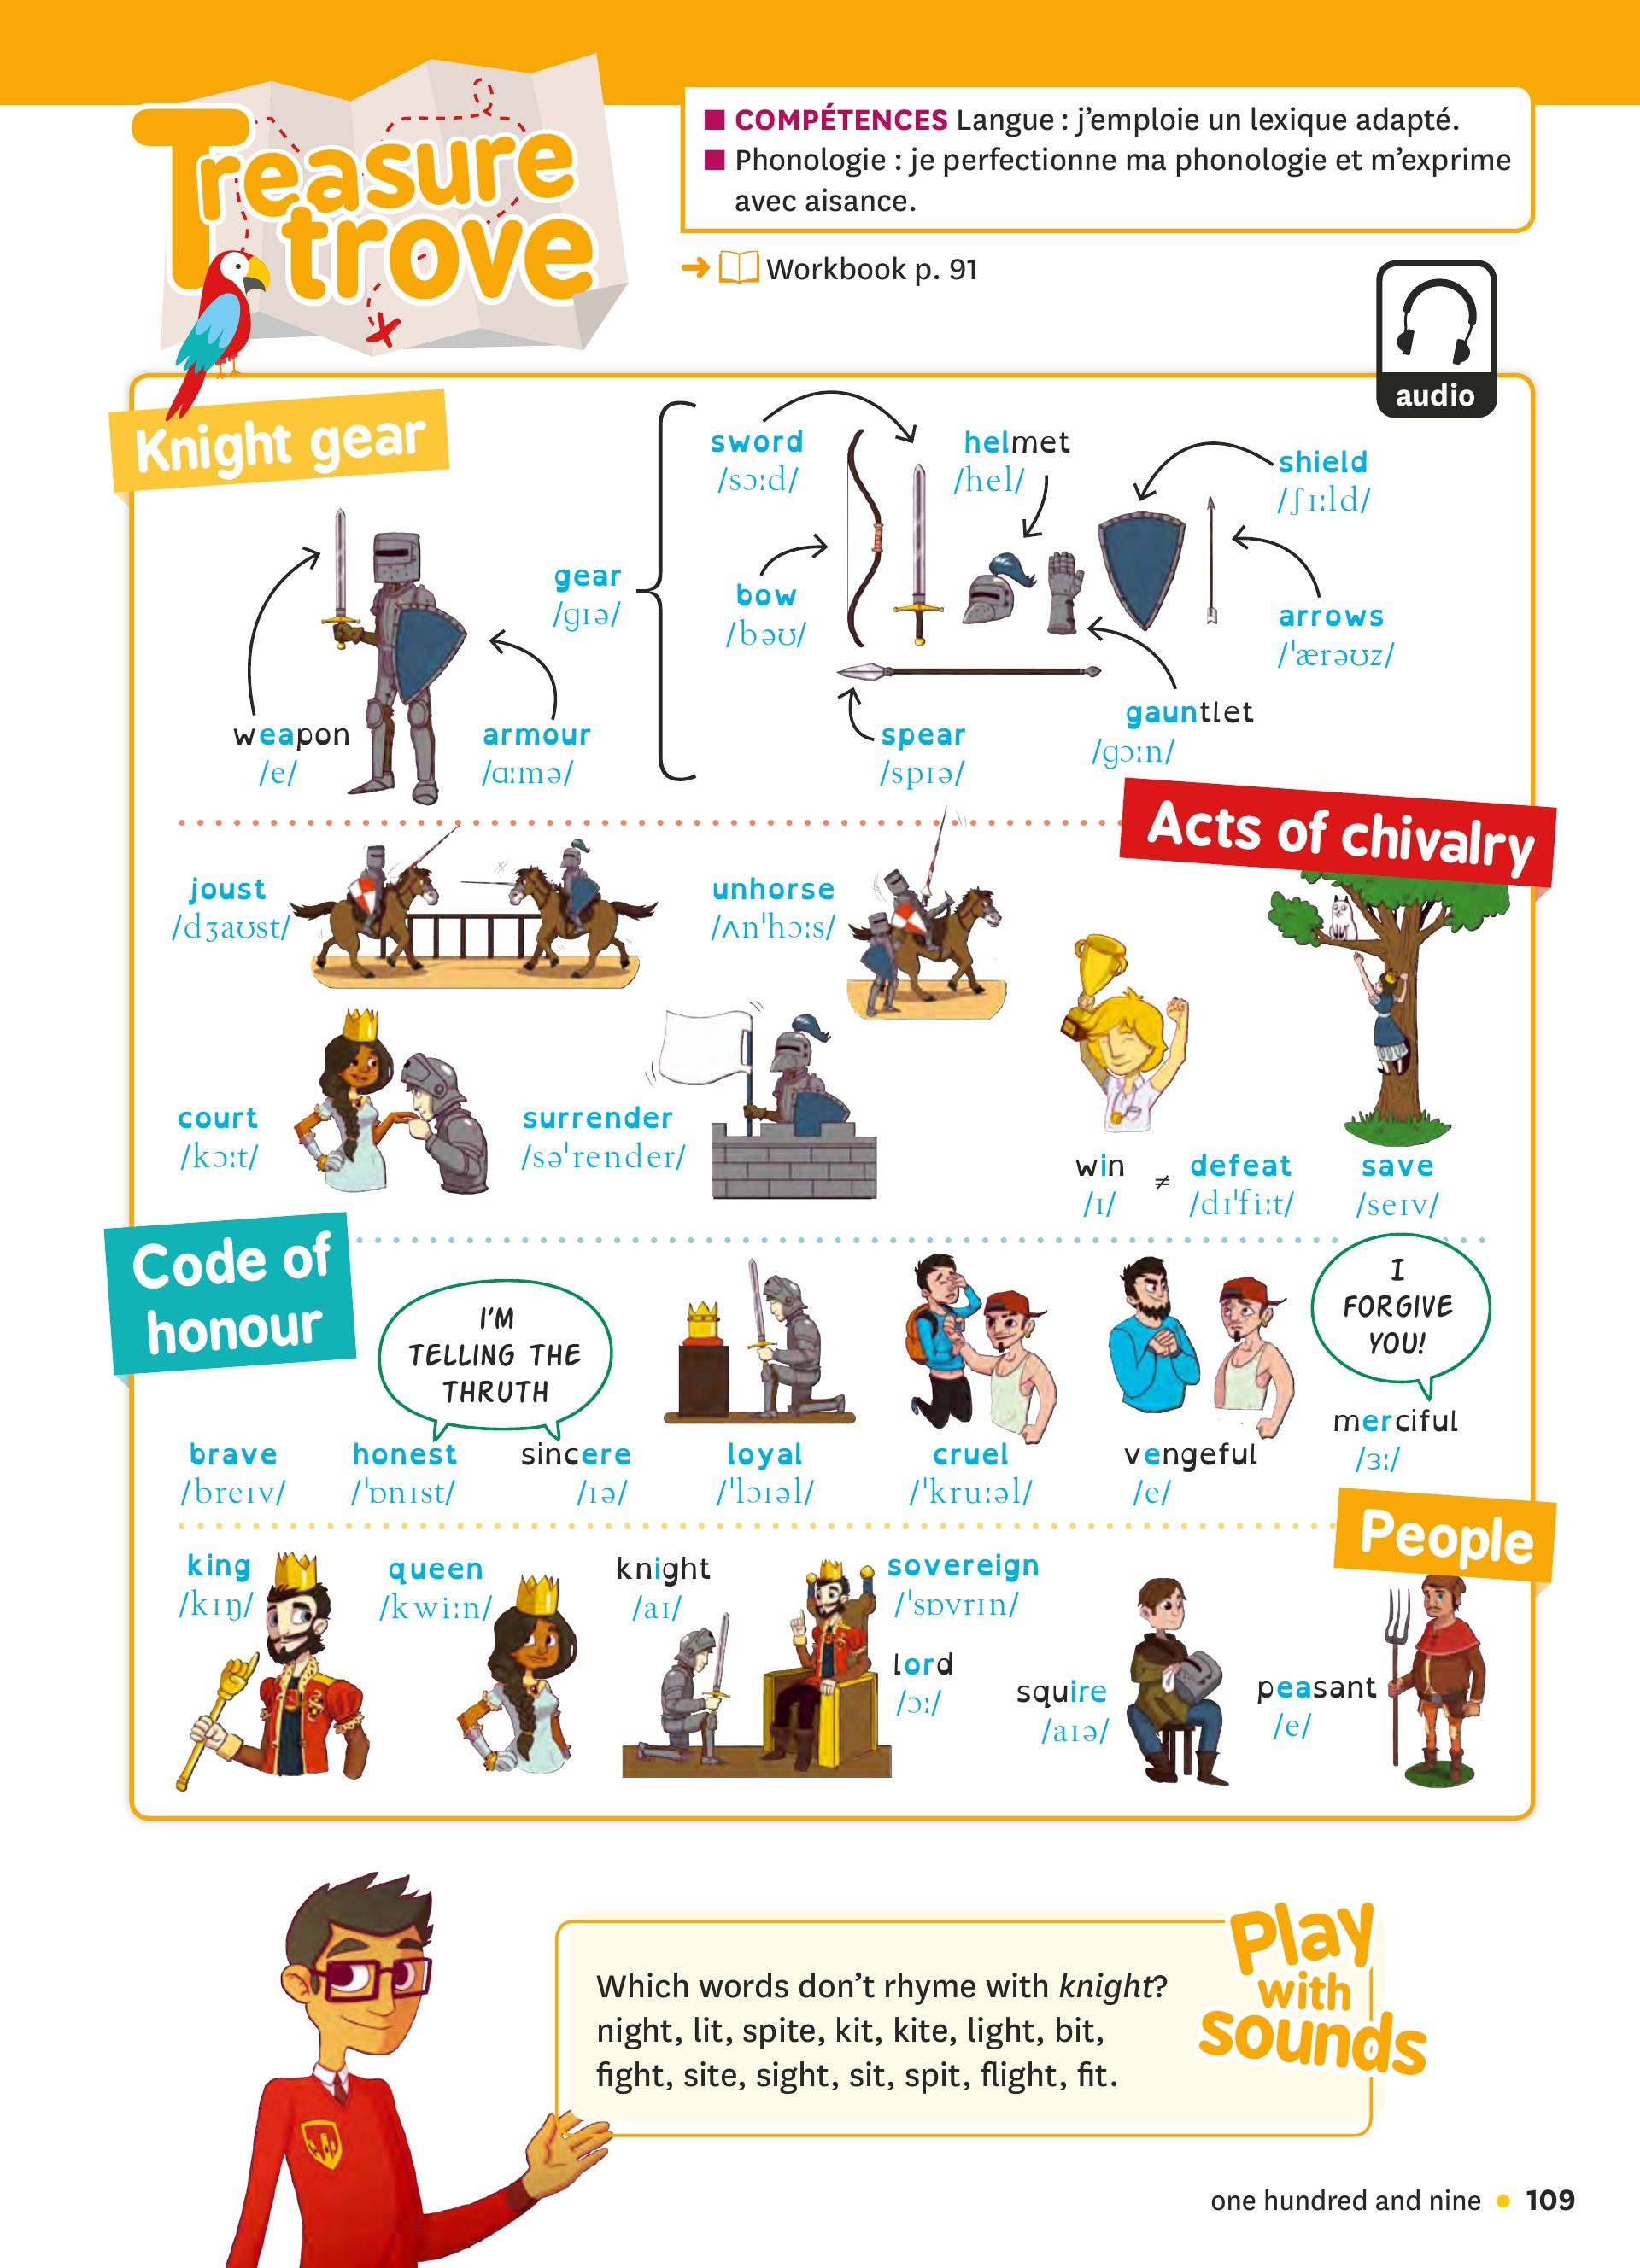 Treasure
trove
■ COMPÉTENCES Langue : j’emploie un lexique adapté.
■ Phonologie : je perfectionne ma phonologie et m’exprime
avec aisance.
➜ Workbook p. 91
audio
Knight gear
sword
/sɔːd/
helmet
/hel/
shield
/ʃɪːld/
gear
/gɪə/
bow
/bəʊ/
arrows
/ˈærəʊz/
weapon
/e/
armour
/ɑːmə/
spear
/spɪə/
gauntlet
/gɔːn/
Acts of chivalry
joust
/dʒaʊst/
unhorse
/ʌnˈhɔːs/
court
/kɔːt/
surrender
/səˈrender/
win ≠ defeat
/ɪ/ /dɪˈfiːt/
save
/seɪv/
Code of
honour
I’M
TELLING THE
THRUTH
I
FORGIVE
YOU!
brave
/breɪv/
honest
/ˈɒnɪst/
sincere
/ɪə/
loyal
/ˈlɔɪəl/
cruel
/ˈkruːəl/
vengeful
/e/
merciful
/ɜː/
People
king
/kɪŋ/
queen
/kwiːn/
knight
/aɪ/
sovereign
/ˈsɒvrɪn/
lord
/ɔː/
squire
/aɪə/
peasant
/e/
Play
with
sounds
Which words don’t rhyme with knight?
night, lit, spite, kit, kite, light, bit,
fight, site, sight, sit, spit, flight, fit.
one hundred and nine • 109